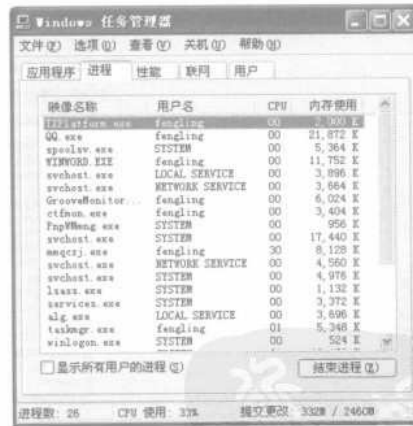 Windows 任务管理器
文件(F) 选项(O) 查看(V) 关机(U) 帮助(H)
应用程序 进程 性能 联网 用户
映像名称 用户名 CPU 内存使用
TXPlatform.exe fengling 00 2,900 K
QQ.exe fengling 00 21,872 K
spoolsv.exe SYSTEM 00 5,364 K
WINWORD.EXE fengling 00 11,752 K
svchost.exe LOCAL SERVICE 00 3,896 K
svchost.exe NETWORK SERVICE 00 3,664 K
GrooveMonitor... fengling 00 6,024 K
ctfmon.exe fengling 00 3,404 K
SYSTEM 00 956 K
svchost.exe SYSTEM 00 17,440 K
mmqczj.exe fengling 30 8,128 K
svchost.exe NETWORK SERVICE 00 4,560 K
svchost.exe SYSTEM 00 4,976 K
lsass.exe SYSTEM 00 1,132 K
services.exe SYSTEM 00 3,372 K
alg.exe LOCAL SERVICE 00 3,696 K
taskmgr.exe fengling 01 5,348 K
winlogon.exe SYSTEM 00 524 K
显示所有用户的进程(S) 结束进程(E)
进程数: 26 CPU 使用: 33% 提交更改: 332M / 2460M